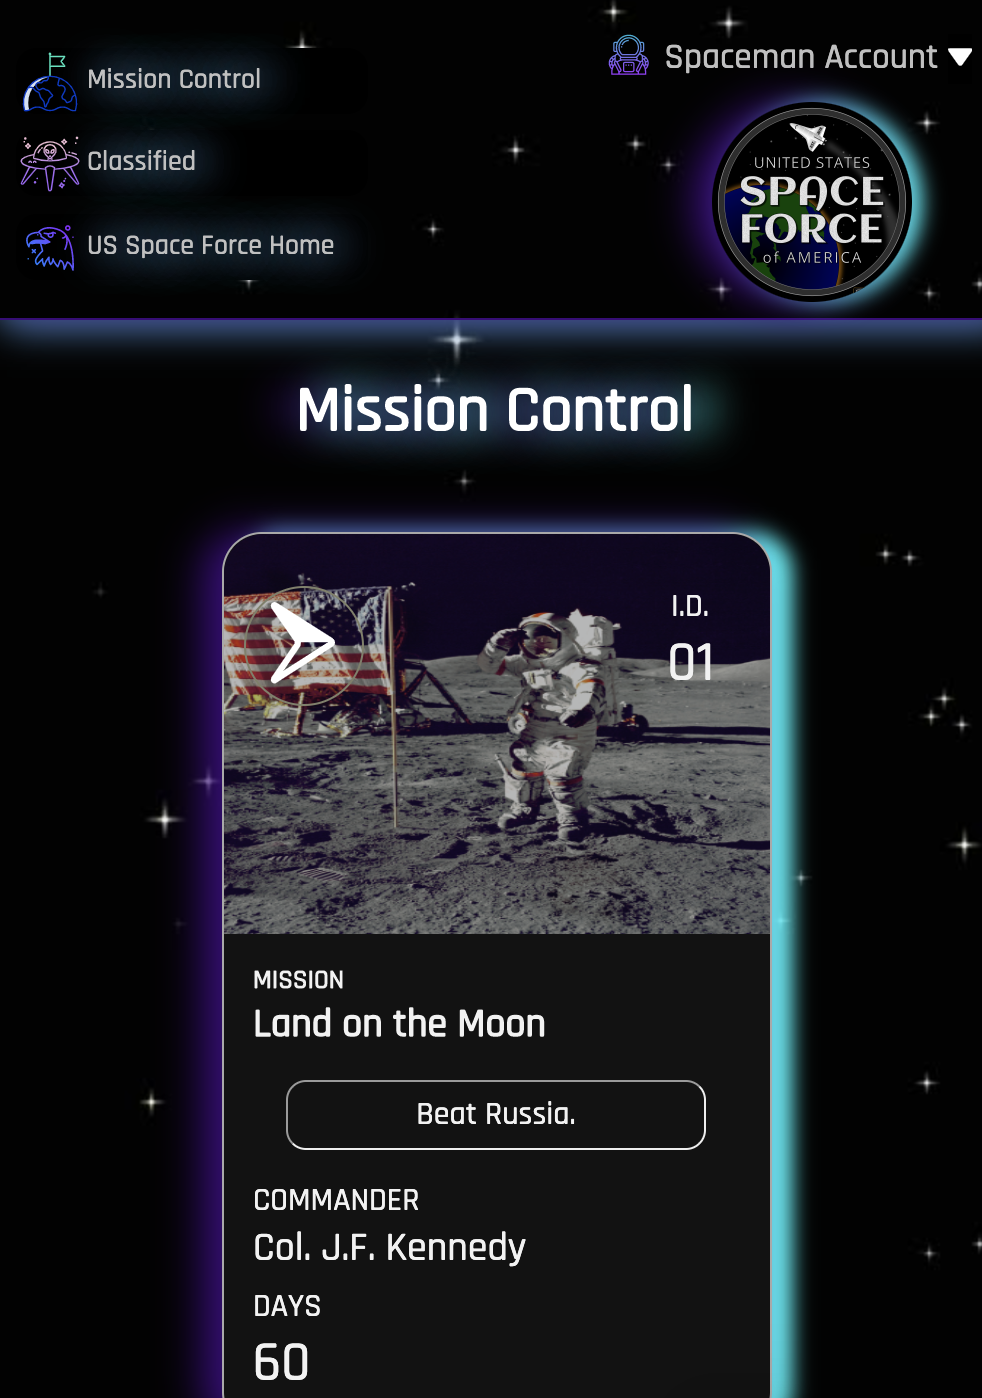 Mission Control
Classified
US Space Force Home
Spaceman Account
UNITED STATES
SPACE
FORCE
of AMERICA
Mission Control
I.D.
01
MISSION
Land on the Moon
Beat Russia.
COMMANDER
Col. J.F. Kennedy
DAYS
60